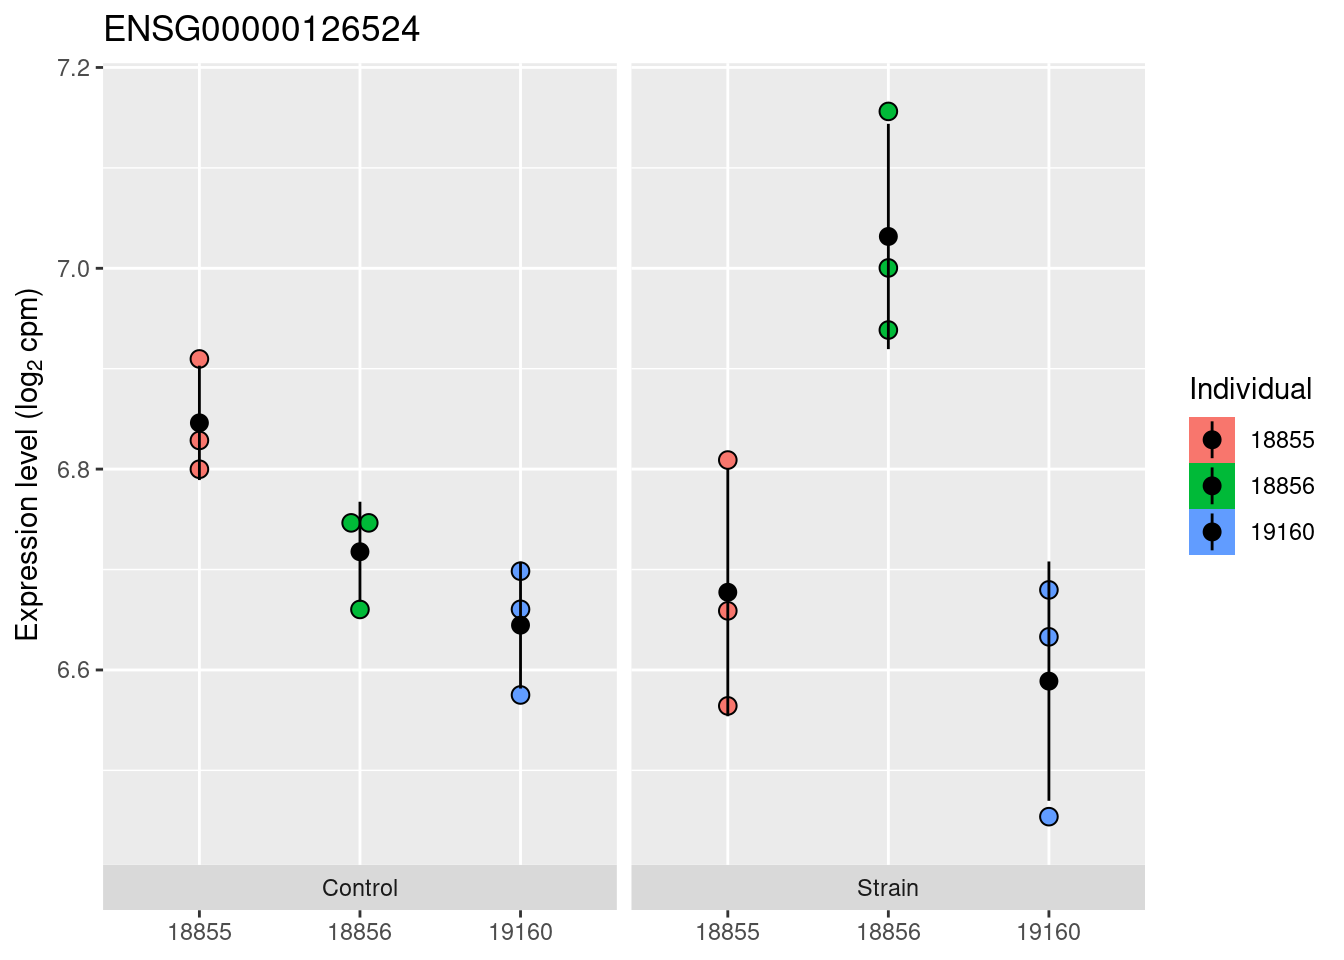 ENSG00000126524
Expression level (log₂ cpm)
7.2
7.0
6.8
6.6
Control
Strain
18855
18856
19160
18855
18856
19160
Individual
18855
18856
19160